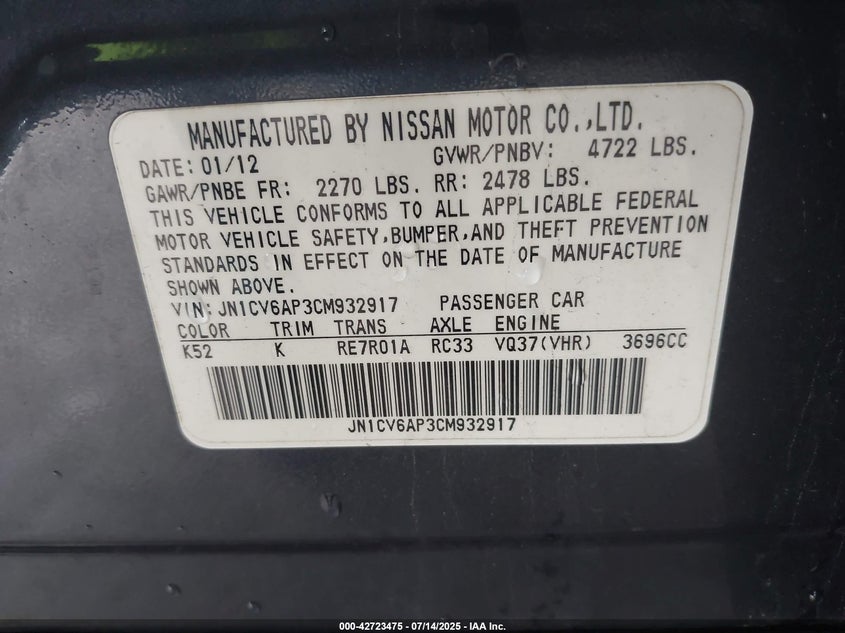 MANUFACTURED BY NISSAN MOTOR CO.,LTD.
DATE: 01/12 GVWR/PNBV: 4722 LBS.
GAWR/PNBE FR: 2270 LBS. RR: 2478 LBS.
THIS VEHICLE CONFORMS TO ALL APPLICABLE FEDERAL
MOTOR VEHICLE SAFETY,BUMPER,AND THEFT PREVENTION
STANDARDS IN EFFECT ON THE DATE OF MANUFACTURE
SHOWN ABOVE.
VIN:JN1CV6AP3CM932917 PASSENGER CAR
COLOR TRIM TRANS AXLE ENGINE
K52 K RE7R01A RC33 VQ37(VHR) 3696CC
JN1CV6AP3CM932917
000-42723475 - 07/14/2025 - IAA Inc.